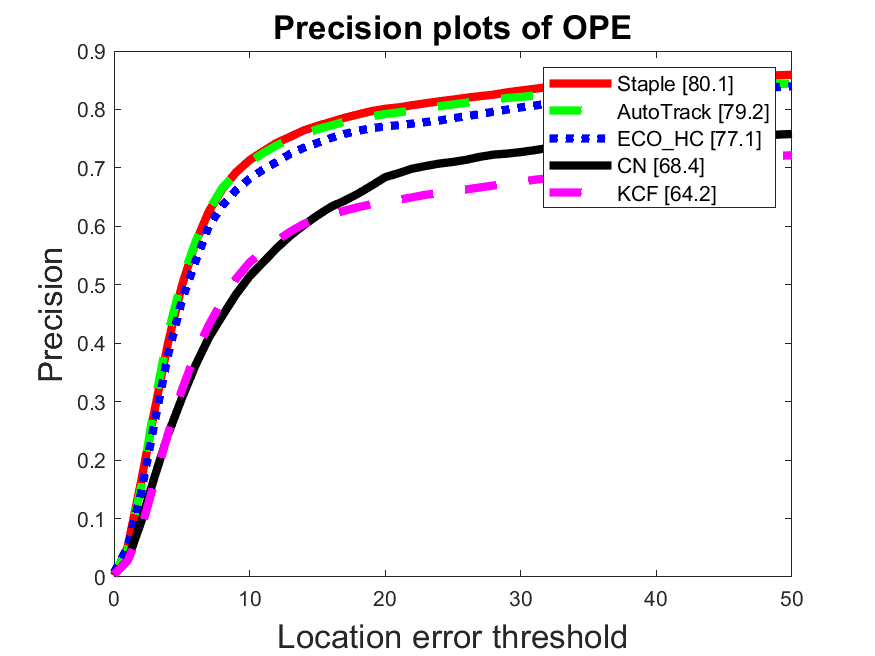 Precision plots of OPE
0.9
0.8
0.7
0.6
0.5
0.4
0.3
0.2
0.1
0
Precision
Staple [80.1]
AutoTrack [79.2]
ECO_HC [77.1]
CN [68.4]
KCF [64.2]
0 10 20 30 40 50
Location error threshold